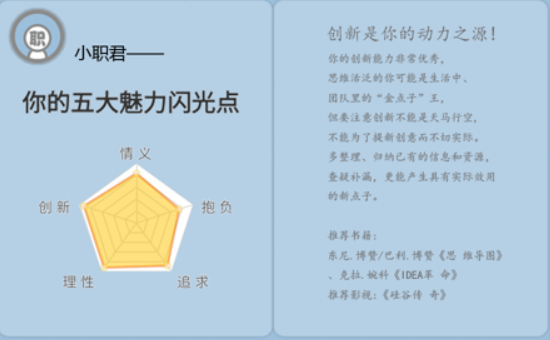 职
小职君——
你的五大魅力闪光点
情义
创新
抱负
理性
追求
创新是你的动力之源！
你的创新能力非常优秀，
思维活泛的你可能是生活中、
团队里的“金点子”王，
但要注意创新不能是天马行空，
不能为了提新创意而不切实际。
多整理、归纳已有的信息和资源，
查疑补漏，更能产生具有实际效用
的新点子。
推荐书籍：
东尼.博赞/巴利.博赞《思 维导图》
、克拉.婉科《IDEA革 命》
推荐影视：《硅谷传 奇》